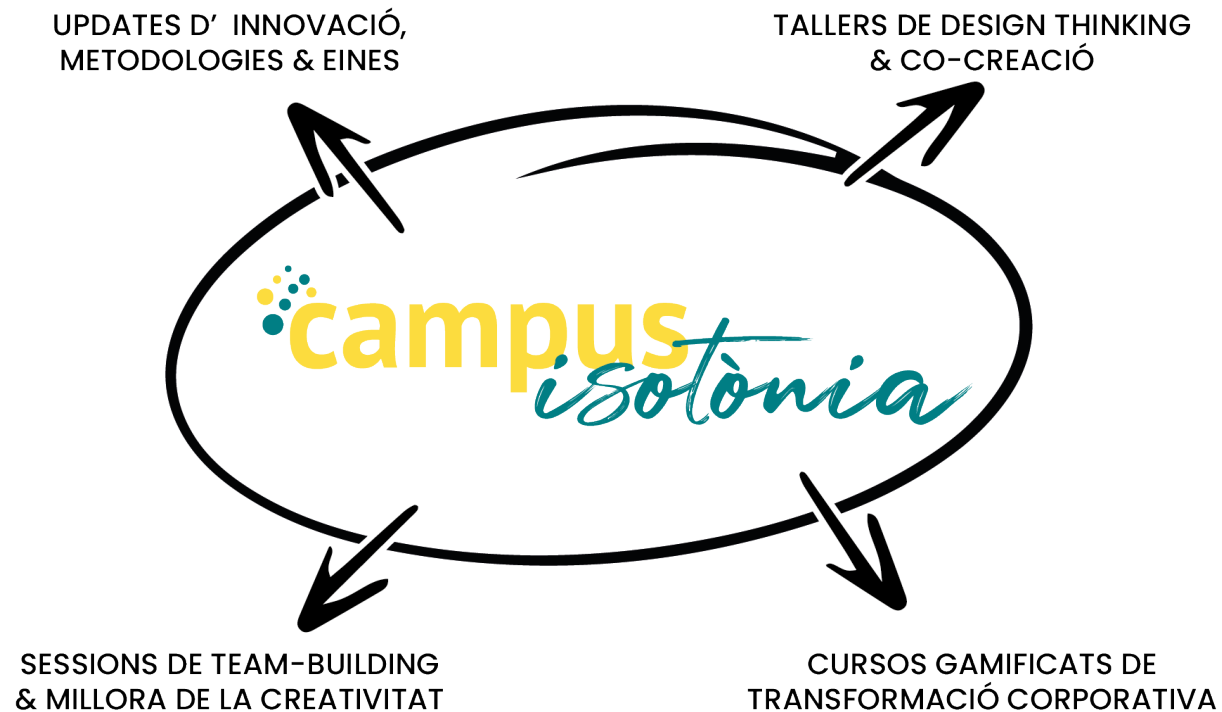 UPDATES D’ INNOVACIÓ,
METODOLOGIES & EINES
TALLERS DE DESIGN THINKING
& CO-CREACIÓ
campus
isotònia
SESSIONS DE TEAM-BUILDING
& MILLORA DE LA CREATIVITAT
CURSOS GAMIFICATS DE
TRANSFORMACIÓ CORPORATIVA